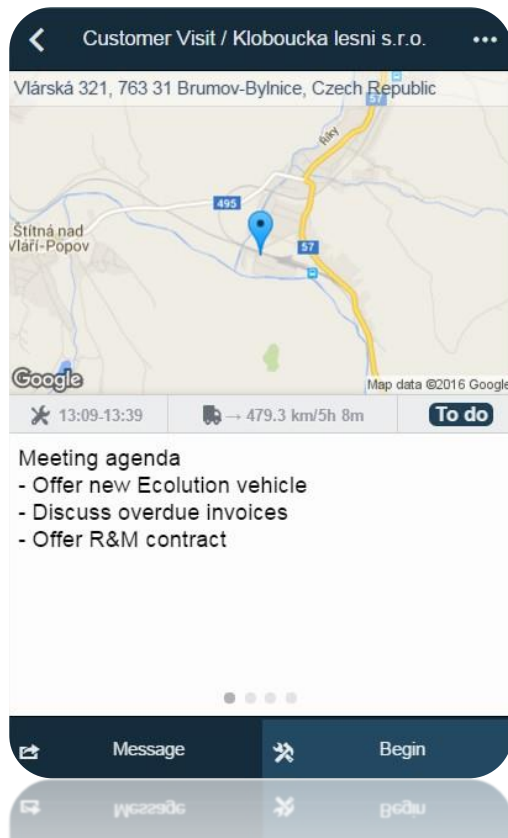 Customer Visit / Kloboucka lesni s.r.o.
Vlárská 321, 763 31 Brumov-Bylnice, Czech Republic
57
Říky
495
Štítná nad
Vláří-Popov
57
Google
Map data ©2016 Google
13:09-13:39
→ 479.3 km/5h 8m
To do
Meeting agenda
- Offer new Ecolution vehicle
- Discuss overdue invoices
- Offer R&M contract
Message
Begin